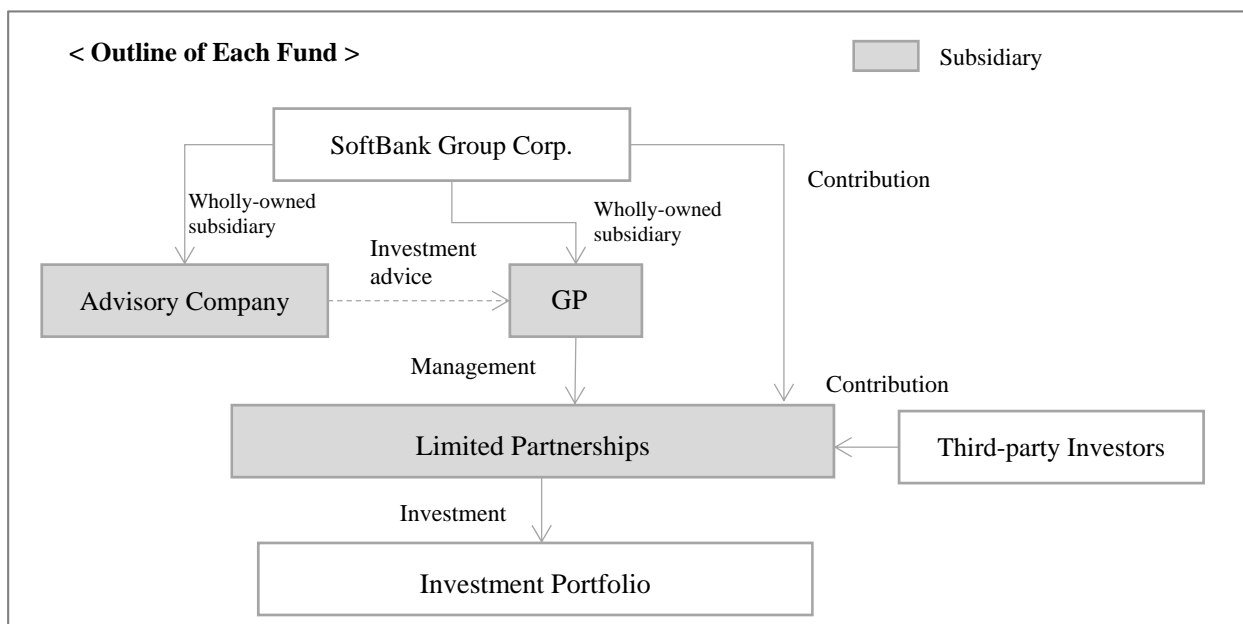 < Outline of Each Fund >
Subsidiary
SoftBank Group Corp.
Contribution
Wholly-owned
subsidiary
Wholly-owned
subsidiary
Investment
advice
Advisory Company
GP
Management
Contribution
Limited Partnerships
Third-party Investors
Investment
Investment Portfolio